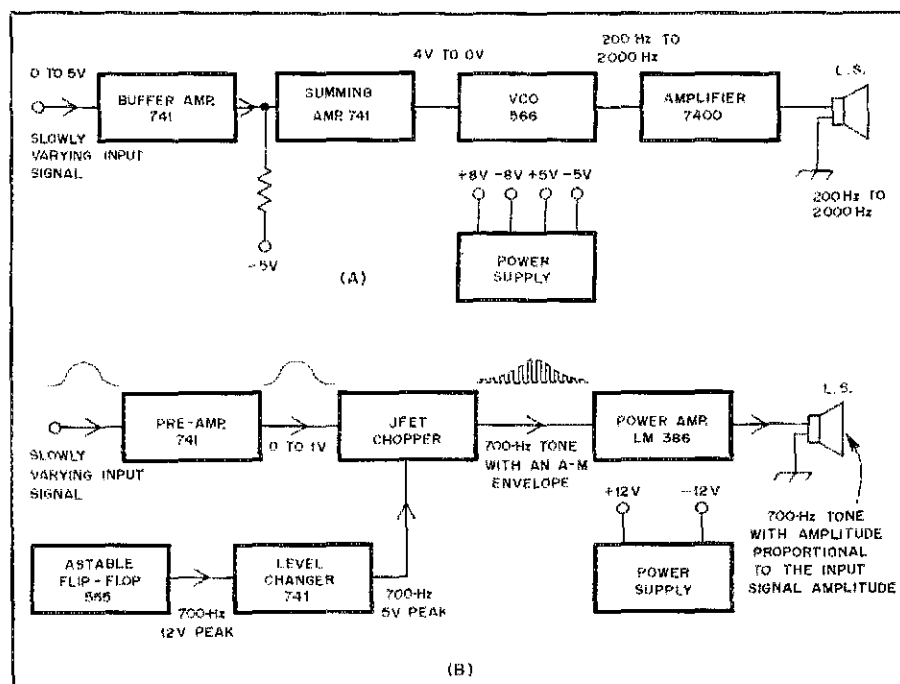 0 TO 5V
SLOWLY
VARYING INPUT
SIGNAL
BUFFER AMP.
741
-5V
SUMMING
AMP. 741
4V TO 0V
VCO
566
200 Hz TO
2000Hz
AMPLIFIER
7400
L.S.
200 Hz TO
2000Hz
+8V -8V +5V -5V
POWER
SUPPLY
(A)
SLOWLY
VARYING INPUT
SIGNAL
PRE-AMP.
741
0 TO 1V
JFET
CHOPPER
700-Hz TONE
WITH AN A-M
ENVELOPE
POWER AMP.
LM 386
L.S.
700-Hz TONE
WITH AMPLITUDE
PROPORTIONAL
TO THE INPUT
SIGNAL AMPLITUDE
ASTABLE
FLIP-FLOP
555
700-Hz
12V PEAK
LEVEL
CHANGER
741
700-Hz
5V PEAK
+12V -12V
POWER
SUPPLY
(B)